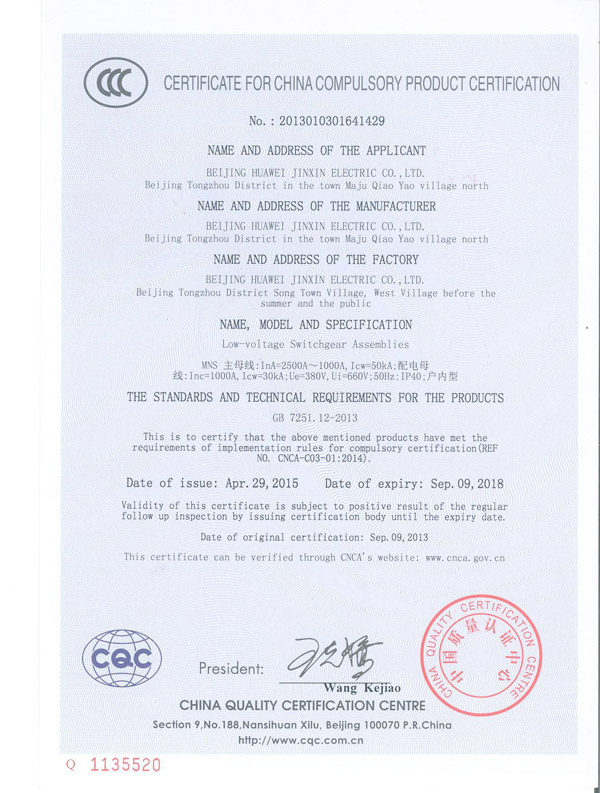 CCC
CERTIFICATE FOR CHINA COMPULSORY PRODUCT CERTIFICATION
No.: 2013010301641429
NAME AND ADDRESS OF THE APPLICANT
BEIJING HUAWEI JINXIN ELECTRIC CO.,LTD.
Beijing Tongzhou District in the town Maju Qiao Yao village north
NAME AND ADDRESS OF THE MANUFACTURER
BEIJING HUAWEI JINXIN ELECTRIC CO.,LTD.
Beijing Tongzhou District in the town Maju Qiao Yao village north
NAME AND ADDRESS OF THE FACTORY
BEIJING HUAWEI JINXIN ELECTRIC CO.,LTD.
Beijing Tongzhou District Song Town Village, West Village before the
summer and the public
NAME, MODEL AND SPECIFICATION
Low-voltage Switchgear Assemblies
MNS 主母线:InA=2500A~1000A,Icw=50kA;配电母
线:Inc=1000A,Icw=30kA;Ue=380V,Ui=660V;50Hz;IP40;户内型
THE STANDARDS AND TECHNICAL REQUIREMENTS FOR THE PRODUCTS
GB 7251.12-2013
This is to certify that the above mentioned products have met the
requirements of implementation rules for compulsory certification(REF
NO. CNCA-C03-01:2014).
Date of issue: Apr.29,2015 Date of expiry: Sep.09,2018
Validity of this certificate is subject to positive result of the regular
follow up inspection by issuing certification body until the expiry date.
Date of original certification: Sep.09,2013
This certificate can be verified through CNCA's website: www.cnca.gov.cn
CHINA QUALITY CERTIFICATION CENTRE
中国质量认证中心
CQC
President:
Wang Kejiao
CHINA QUALITY CERTIFICATION CENTRE
Section 9,No.188,Nansihuan Xilu, Beijing 100070 P.R.China
http://www.cqc.com.cn
Q 1135520